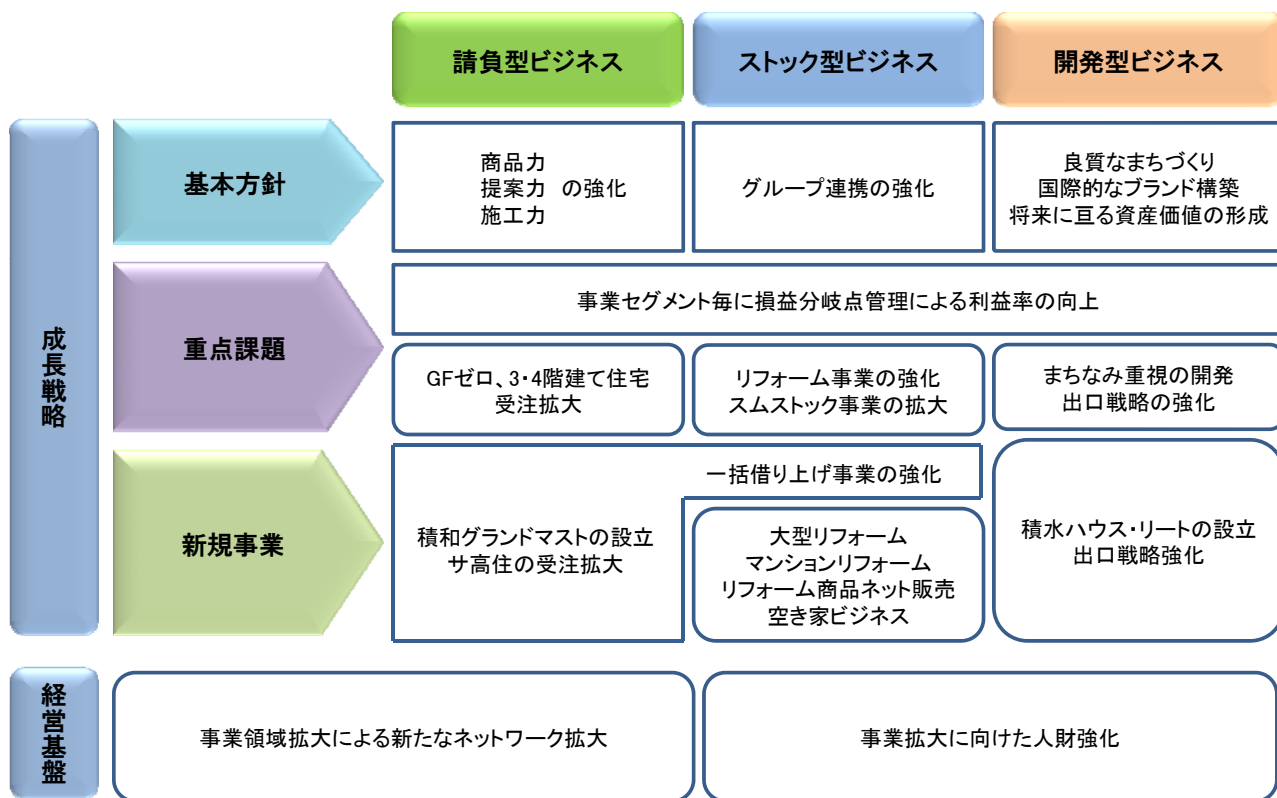 請負型ビジネス
ストック型ビジネス
開発型ビジネス
成長戦略
基本方針
商品力
提案力 の強化
施工力
グループ連携の強化
良質なまちづくり
国際的なブランド構築
将来に亘る資産価値の形成
重点課題
事業セグメント毎に損益分岐点管理による利益率の向上
GFゼロ、3・4階建て住宅
受注拡大
リフォーム事業の強化
スムストック事業の拡大
まちなみ重視の開発
出口戦略の強化
新規事業
一括借り上げ事業の強化
積和グランドマストの設立
サ高住の受注拡大
大型リフォーム
マンションリフォーム
リフォーム商品ネット販売
空き家ビジネス
積水ハウス・リートの設立
出口戦略強化
経営基盤
事業領域拡大による新たなネットワーク拡大
事業拡大に向けた人財強化